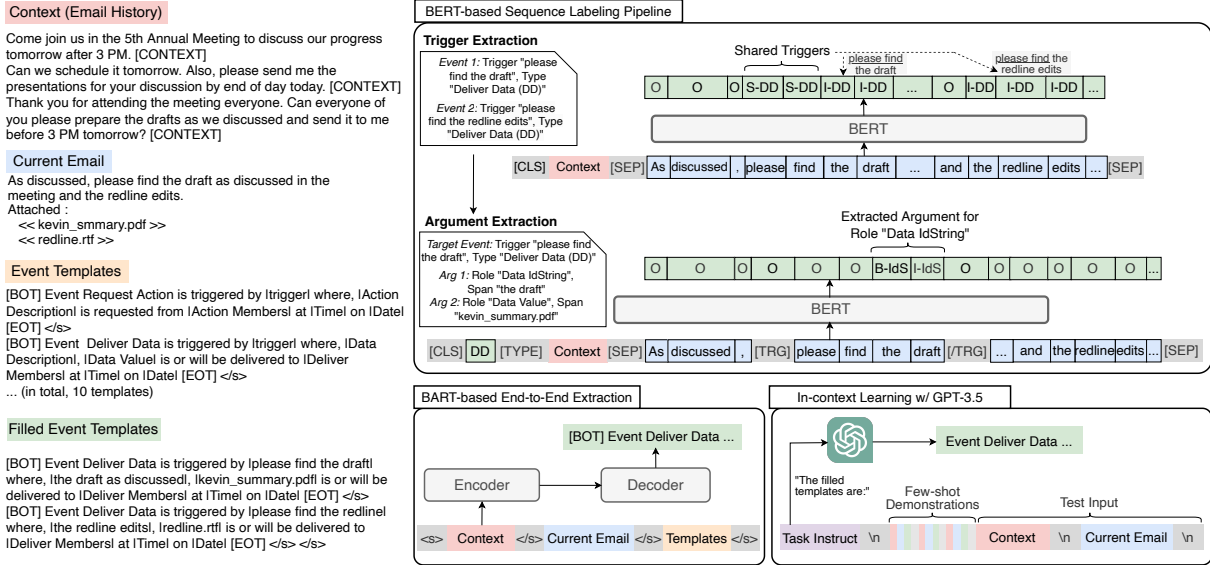 Context (Email History)
Come join us in the 5th Annual Meeting to discuss our progress
tomorrow after 3 PM. [CONTEXT]
Can we schedule it tomorrow. Also, please send me the
presentations for your discussion by end of day today. [CONTEXT]
Thank you for attending the meeting everyone. Can everyone of
you please prepare the drafts as we discussed and send it to me
before 3 PM tomorrow? [CONTEXT]
Current Email
As discussed, please find the draft as discussed in the
meeting and the redline edits.
Attached :
<< kevin_smmary.pdf >>
<< redline.rtf >>
Event Templates
[BOT] Event Request Action is triggered by |trigger| where, |Action
Description| is requested from |Action Members| at |Time| on |Date|
[EOT] </s>
[BOT] Event Deliver Data is triggered by |trigger| where, |Data
Description|, |Data Value| is or will be delivered to |Deliver
Members| at |Time| on |Date| [EOT] </s>
... (in total, 10 templates)
Filled Event Templates
[BOT] Event Deliver Data is triggered by |please find the draft|
where, |the draft as discussed|, |kevin_summary.pdf| is or will be
delivered to |Deliver Members| at |Time| on |Date| [EOT] </s>
[BOT] Event Deliver Data is triggered by |please find the redline|
where, |the redline edits|, |redline.rtf| is or will be delivered to
|Deliver Members| at |Time| on |Date| [EOT] </s> </s>
BERT-based Sequence Labeling Pipeline
Trigger Extraction
Event 1: Trigger "please
find the draft", Type
"Deliver Data (DD)"
Event 2: Trigger "please
find the redline edits", Type
"Deliver Data (DD)"
Shared Triggers
please find
the draft
please find the
redline edits
O O O S-DD S-DD I-DD I-DD ... O I-DD I-DD I-DD ...
BERT
[CLS] Context [SEP] As discussed , please find the draft ... and the redline edits ... [SEP]
Argument Extraction
Target Event: Trigger "please find
the draft", Type "Deliver Data (DD)"
Arg 1: Role "Data IdString",
Span "the draft"
Arg 2: Role "Data Value", Span
"kevin_summary.pdf"
Extracted Argument for
Role "Data IdString"
O O O O O O B-IdS I-IdS O O O O O O ...
BERT
[CLS] DD [TYPE] Context [SEP] As discussed , [TRG] please find the draft [/TRG] ... and the redline edits ... [SEP]
BART-based End-to-End Extraction
[BOT] Event Deliver Data ...
Encoder
Decoder
<s> Context </s> Current Email </s> Templates </s>
In-context Learning w/ GPT-3.5
Event Deliver Data ...
"The filled
templates are:"
Few-shot
Demonstrations
Test Input
Task Instruct \n \n Context \n Current Email \n